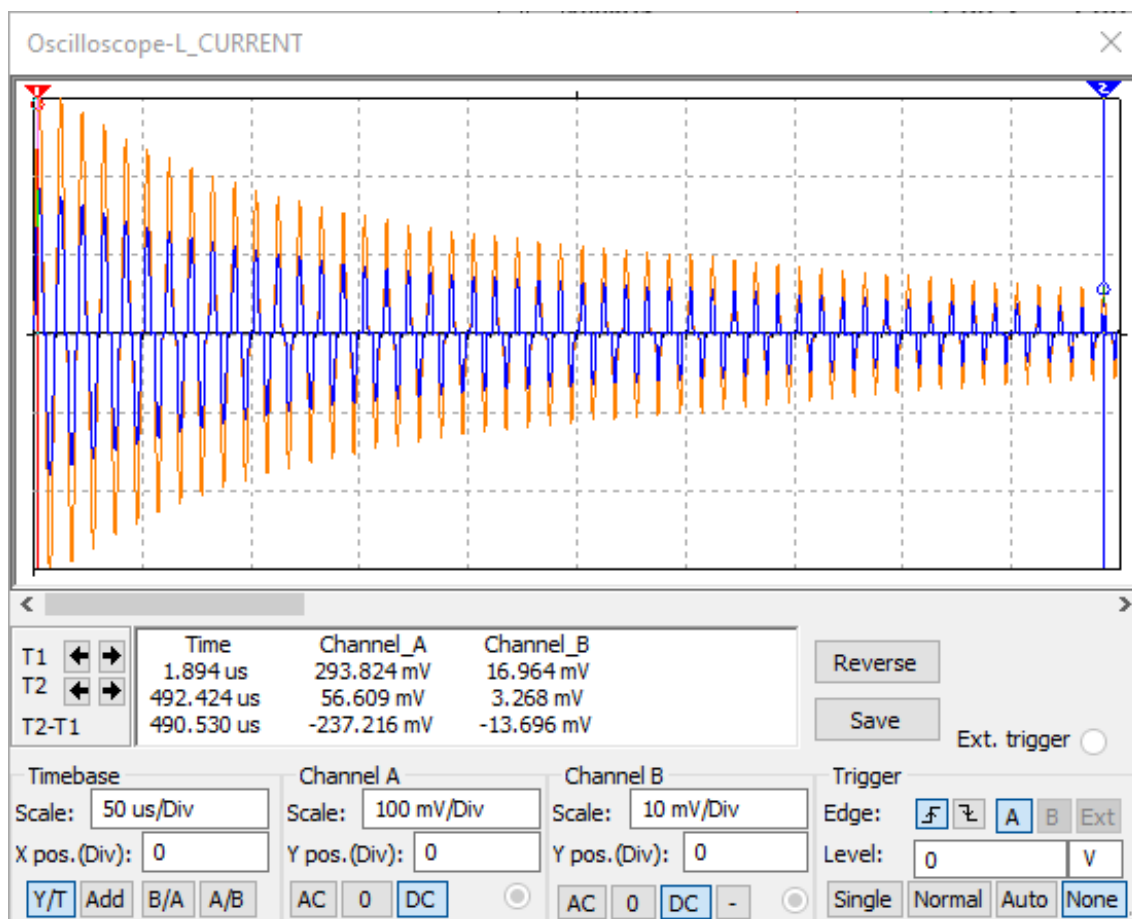 Oscilloscope-L_CURRENT
1
2
Time Channel_A Channel_B
T1 1.894 us 293.824 mV 16.964 mV
T2 492.424 us 56.609 mV 3.268 mV
T2-T1 490.530 us -237.216 mV -13.696 mV
Reverse
Save
Ext. trigger
Timebase Channel A Channel B Trigger
Scale: 50 us/Div Scale: 100 mV/Div Scale: 10 mV/Div Edge: A B Ext
X pos.(Div): 0 Y pos.(Div): 0 Y pos.(Div): 0 Level: 0 V
Y/T Add B/A A/B AC 0 DC AC 0 DC - Single Normal Auto None